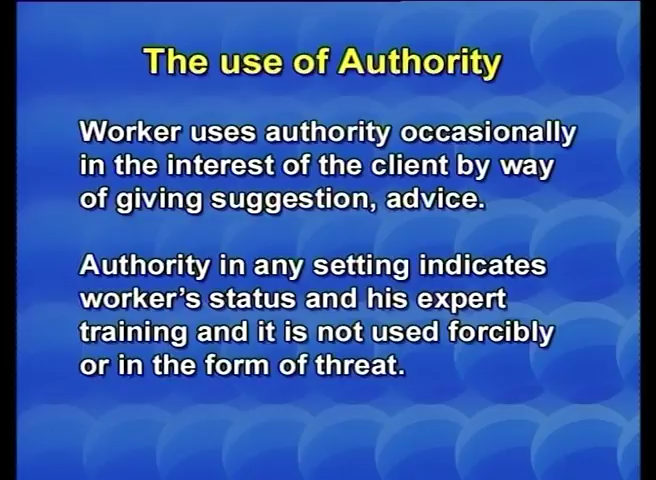 The use of Authority
Worker uses authority occasionally
in the interest of the client by way
of giving suggestion, advice.
Authority in any setting indicates
worker's status and his expert
training and it is not used forcibly
or in the form of threat.